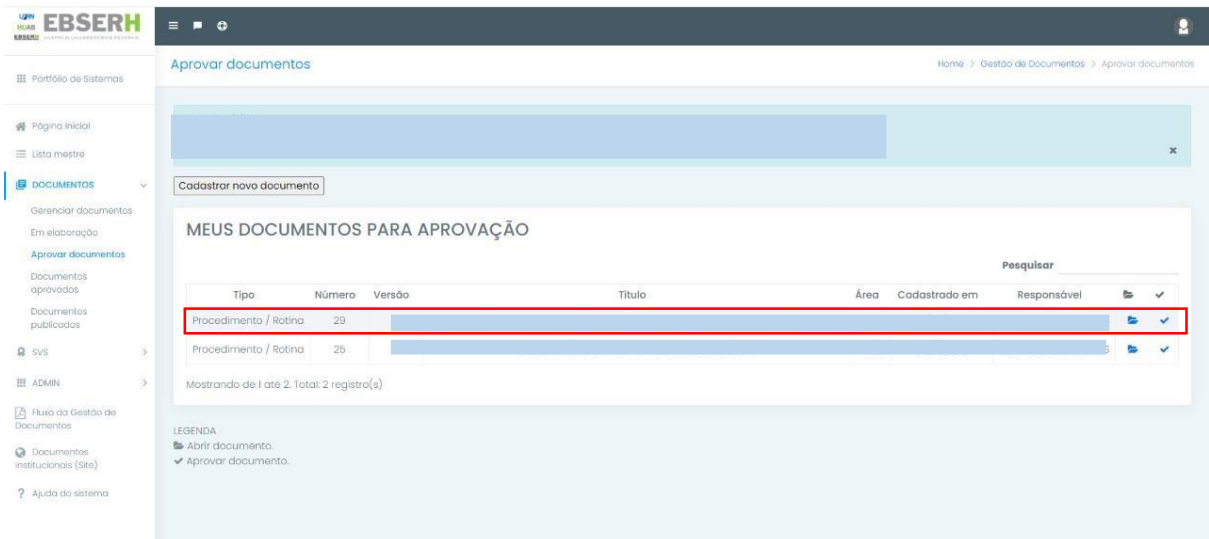 UFRN
HUAB
EBSERH
EBSERH
Aprovar documentos
Home > Gestão de Documentos > Aprovar documentos
Portfólio de Sistemas
Página inicial
Lista mestre
DOCUMENTOS
Gerenciar documentos
Em elaboração
Aprovar documentos
Documentos
aprovados
Documentos
publicados
SVS
ADMIN
Fluxo da Gestão de
Documentos
Documentos
institucionais (Site)
? Ajuda do sistema
×
Cadastrar novo documento
MEUS DOCUMENTOS PARA APROVAÇÃO
Pesquisar
Tipo Número Versão Título Área Cadastrado em Responsável
Procedimento / Rotina 29
Procedimento / Rotina 25
Mostrando de 1 até 2. Total: 2 registro(s)
LEGENDA
Abrir documento.
Aprovar documento.